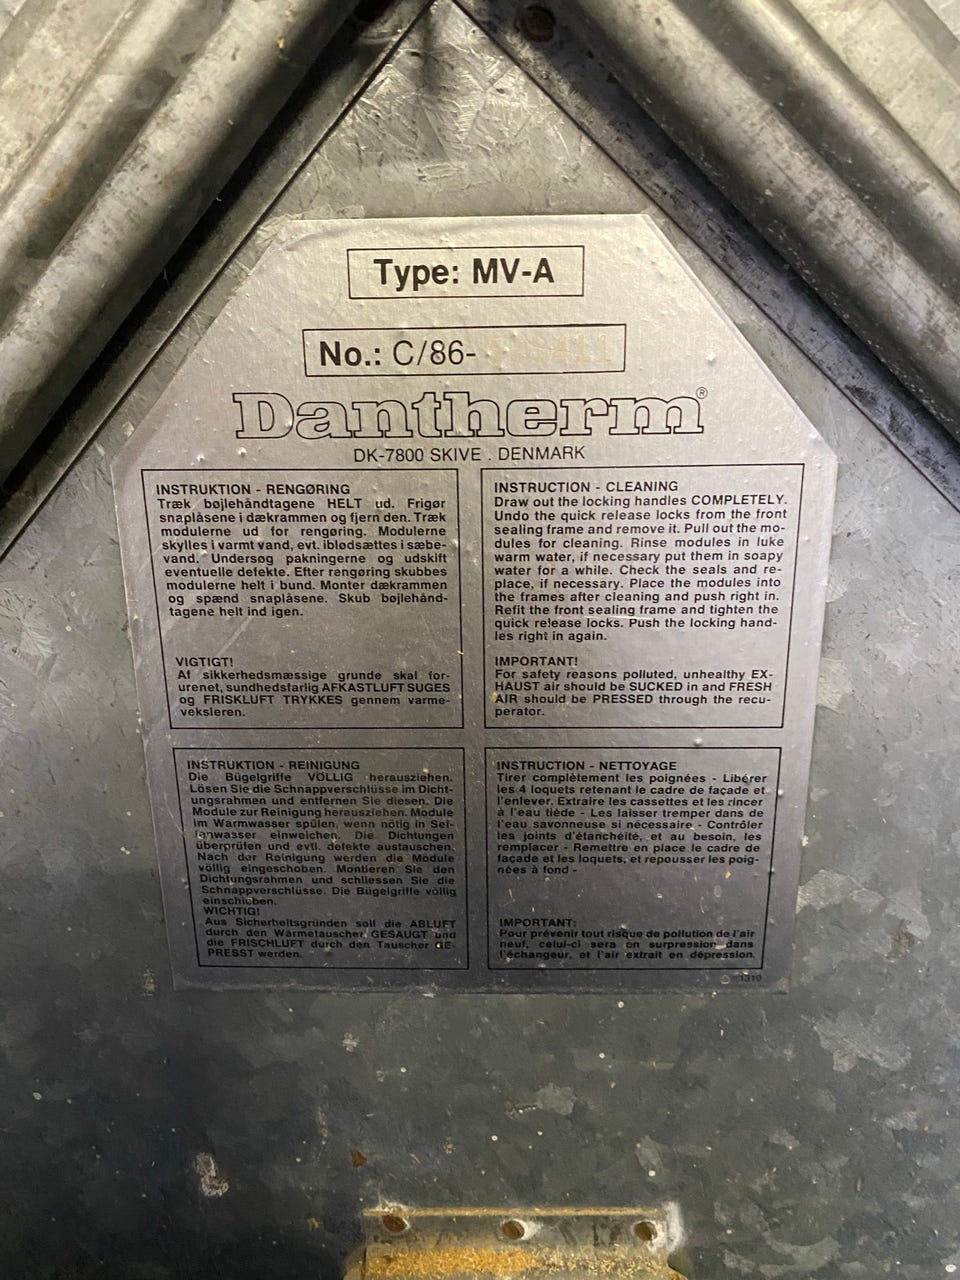 Type: MV-A
No.: C/86-
Dantherm®
DK-7800 SKIVE . DENMARK
INSTRUKTION - RENGØRING
Træk bøjlehåndtagene HELT ud. Frigør
snaplåsene i dækrammen og fjern den. Træk
modulerne ud for rengøring. Modulerne
skylles i varmt vand, evt. iblødsættes i sæbe-
vand. Undersøg pakningerne og udskift
eventuelle defekte. Efter rengøring skubbes
modulerne helt i bund. Monter dækrammen
og spænd snaplåsene. Skub bøjlehånd-
tagene helt ind igen.
VIGTIGT!
Af sikkerhedsmæssige grunde skal for-
urenet, sundhedsfarlig AFKASTLUFT SUGES
og FRISKLUFT TRYKKES gennem varme-
veksleren.
INSTRUCTION - CLEANING
Draw out the locking handles COMPLETELY.
Undo the quick release locks from the front
sealing frame and remove it. Pull out the mo-
dules for cleaning. Rinse modules in luke
warm water, if necessary put them in soapy
water for a while. Check the seals and re-
place, if necessary. Place the modules into
the frames after cleaning and push right in.
Refit the front sealing frame and tighten the
quick release locks. Push the locking hand-
les right in again.
IMPORTANT!
For safety reasons polluted, unhealthy EX-
HAUST air should be SUCKED in and FRESH
AIR should be PRESSED through the recu-
perator.
INSTRUKTION - REINIGUNG
Die Bügelgriffe VÖLLIG herausziehen.
Lösen Sie die Schnappverschlüsse im Dicht-
ungsrahmen und entfernen Sie diesen. Die
Module zur Reinigung herausziehen. Module
im Warmwasser spülen, wenn nötig in Sei-
fenwasser einweichen. Die Dichtungen
überprüfen und evtl. defekte austauschen.
Nach der Reinigung werden die Module
völlig eingeschoben. Montieren Sie den
Dichtungsrahmen und schliessen Sie die
Schnappverschlüsse. Die Bügelgriffe völlig
einschieben.
WICHTIG!
Aus Sicherheitsgründen soll die ABLUFT
durch den Wärmetauscher GESAUGT und
die FRISCHLUFT durch den Tauscher GE-
PRESST werden.
INSTRUCTION - NETTOYAGE
Tirer complètement les poignées - Libérer
les 4 loquets retenant le cadre de façade et
l'enlever. Extraire les cassettes et les rincer
à l'eau tiède - Les laisser tremper dans de
l'eau savonneuse si nécessaire - Contrôler
les joints d'étanchéité, et au besoin, les
remplacer - Remettre en place le cadre de
façade et les loquets, et repousser les poig-
nées à fond -
IMPORTANT:
Pour prévenir tout risque de pollution de l'air
neuf, celui-ci sera en surpression dans
l'échangeur, et l'air extrait en dépression.
1310